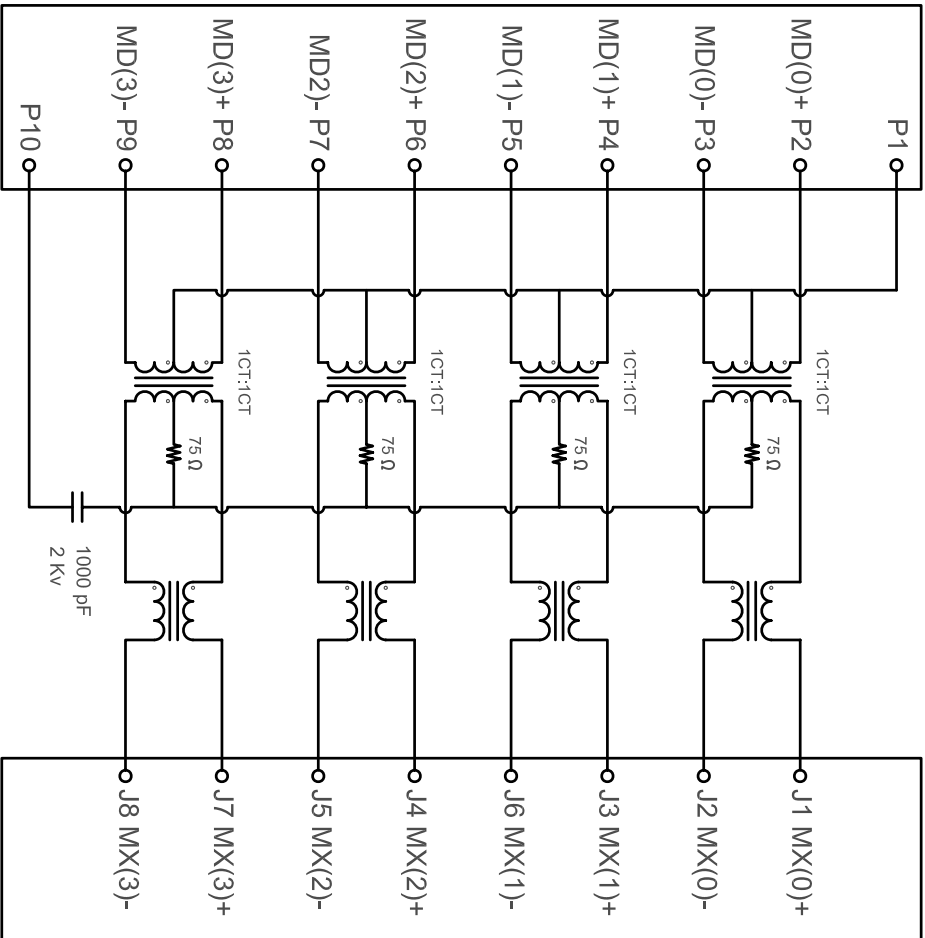 P1
MD(0)+ P2
MD(0)- P3
MD(1)+ P4
MD(1)- P5
MD(2)+ P6
MD2)- P7
MD(3)+ P8
MD(3)- P9
P10
1CT:1CT
1CT:1CT
1CT:1CT
1CT:1CT
75 Ω
75 Ω
75 Ω
75 Ω
1000 pF
2 Kv
J1 MX(0)+
J2 MX(0)-
J3 MX(1)+
J6 MX(1)-
J4 MX(2)+
J5 MX(2)-
J7 MX(3)+
J8 MX(3)-